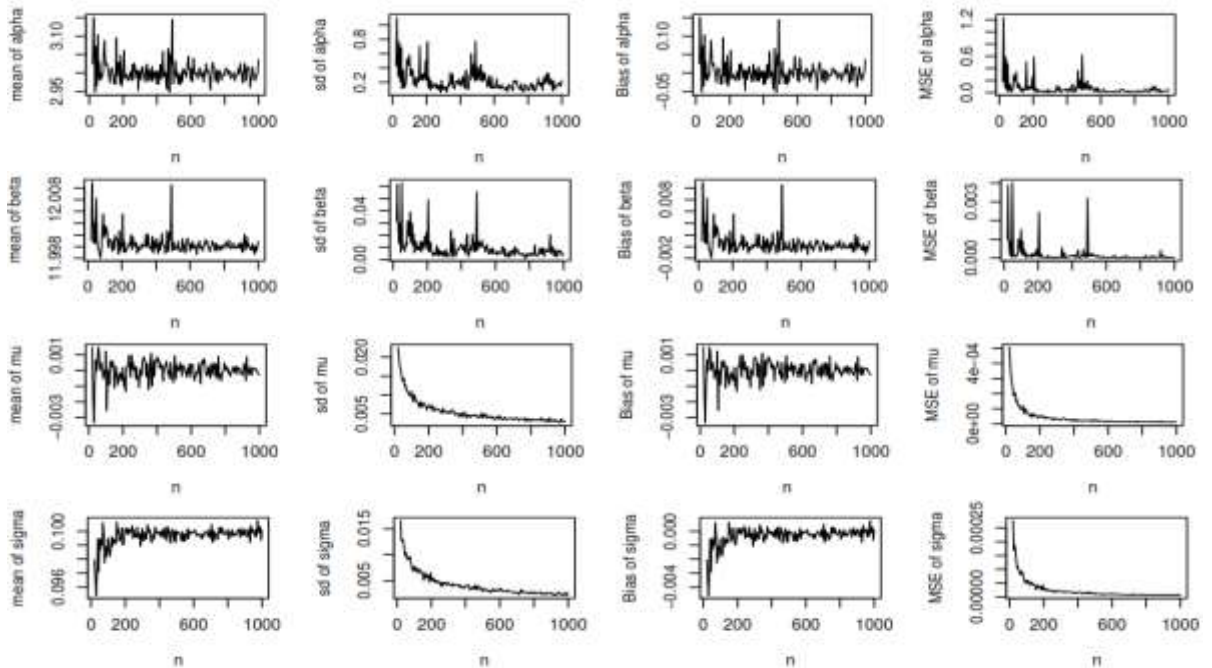 mean of alpha
2.95 3.10
0 200 600 1000
n
sd of alpha
0.2 0.8
0 200 600 1000
n
Bias of alpha
-0.05 0.10
0 200 600 1000
n
MSE of alpha
0.0 0.6 1.2
0 200 600 1000
n
mean of beta
11.998 12.008
0 200 600 1000
n
sd of beta
0.00 0.04
0 200 600 1000
n
Bias of beta
-0.002 0.008
0 200 600 1000
n
MSE of beta
0.000 0.003
0 200 600 1000
n
mean of mu
-0.003 0.001
0 200 600 1000
n
sd of mu
0.005 0.020
0 200 600 1000
n
Bias of mu
-0.003 0.001
0 200 600 1000
n
MSE of mu
0e+00 4e-04
0 200 600 1000
n
mean of sigma
0.096 0.100
0 200 600 1000
n
sd of sigma
0.005 0.015
0 200 600 1000
n
Bias of sigma
-0.004 0.000
0 200 600 1000
n
MSE of sigma
0.00000 0.00025
0 200 600 1000
n